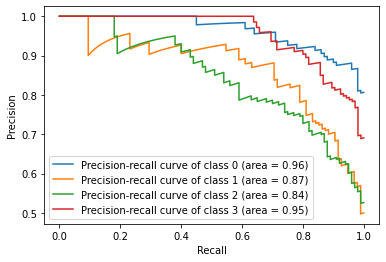 1.0
0.9
0.8
0.7
0.6
0.5
Precision
Precision-recall curve of class 0 (area = 0.96)
Precision-recall curve of class 1 (area = 0.87)
Precision-recall curve of class 2 (area = 0.84)
Precision-recall curve of class 3 (area = 0.95)
0.0 0.2 0.4 0.6 0.8 1.0
Recall